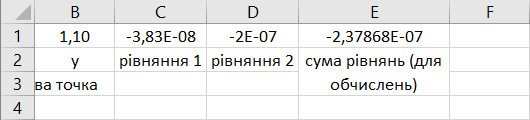 B C D E F
1 1,10 -3,83E-08 -2E-07 -2,37868E-07
2 y рівняння 1 рівняння 2 сума рівнянь (для
3 ва точка обчислень)
4